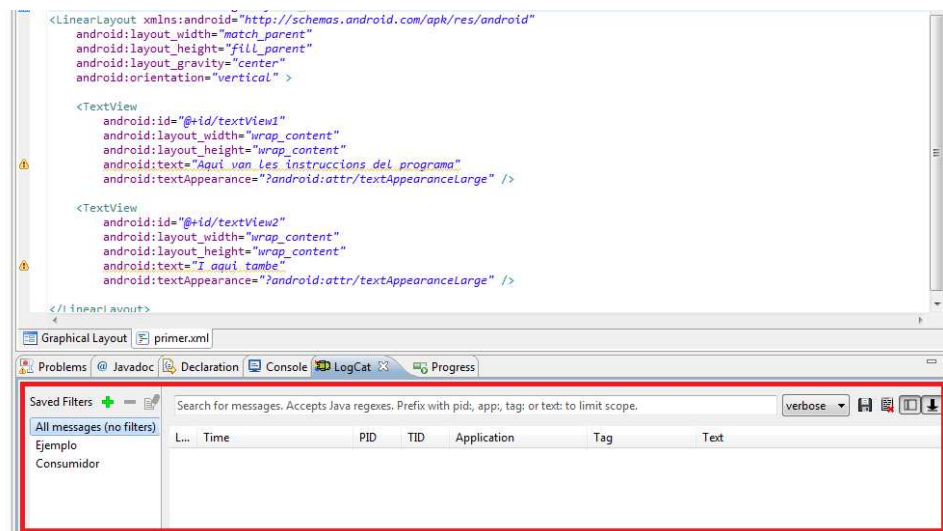 <LinearLayout xmlns:android="http://schemas.android.com/apk/res/android"
android:layout_width="match_parent"
android:layout_height="fill_parent"
android:layout_gravity="center"
android:orientation="vertical" >
<TextView
android:id="@+id/textView1"
android:layout_width="wrap_content"
android:layout_height="wrap_content"
android:text="Aqui van les instruccions del programa"
android:textAppearance="?android:attr/textAppearanceLarge" />
<TextView
android:id="@+id/textView2"
android:layout_width="wrap_content"
android:layout_height="wrap_content"
android:text="I aqui tambe"
android:textAppearance="?android:attr/textAppearanceLarge" />
</LinearLayout>
Graphical Layout primer.xml
Problems @ Javadoc Declaration Console LogCat Progress
Saved Filters Search for messages. Accepts Java regexes. Prefix with pid:, app:, tag: or text: to limit scope. verbose
All messages (no filters) L... Time PID TID Application Tag Text
Ejemplo
Consumidor